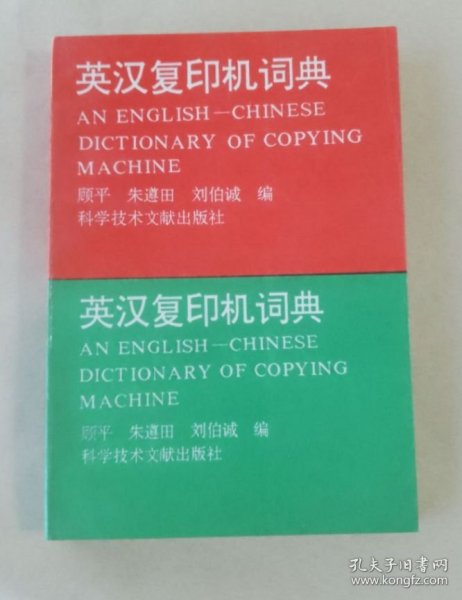 英汉复印机词典
AN ENGLISH—CHINESE
DICTIONARY OF COPYING
MACHINE
顾平 朱遵田 刘伯诚 编
科学技术文献出版社
英汉复印机词典
AN ENGLISH—CHINESE
DICTIONARY OF COPYING
MACHINE
顾平 朱遵田 刘伯诚 编
科学技术文献出版社
孔夫子旧书网
www.kongfz.com